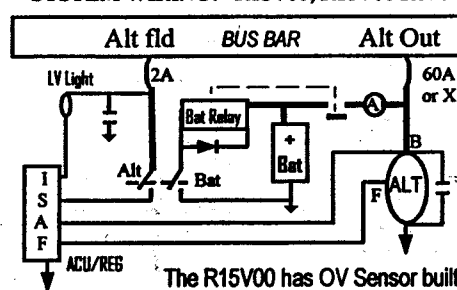 Alt fld BUS BAR Alt Out
2A
60A
or X
LV Light
Bat Relay
A
+
Bat
Alt
Bat
B
I
S
A
F
F
ALT
ACU/REG
The R15V00 has OV Sensor built